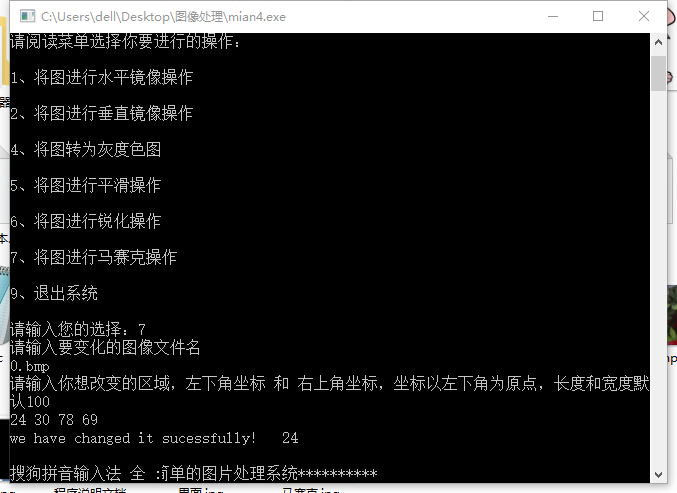 C:\Users\dell\Desktop\图像处理\mian4.exe
请阅读菜单选择你要进行的操作：
1、将图进行水平镜像操作
2、将图进行垂直镜像操作
4、将图转为灰度色图
5、将图进行平滑操作
6、将图进行锐化操作
7、将图进行马赛克操作
9、退出系统
请输入您的选择：7
请输入要变化的图像文件名
0.bmp
请输入你想改变的区域，左下角坐标 和 右上角坐标，坐标以左下角为原点，长度和宽度默
认100
24 30 78 69
we have changed it sucessfully!   24
搜狗拼音输入法 全 :单的图片处理系统**********